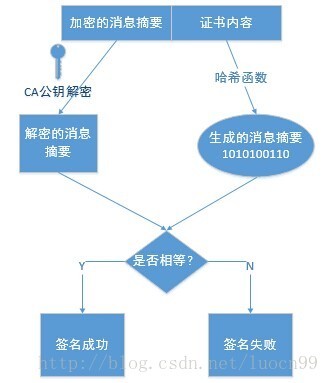 加密的消息摘要
证书内容
CA公钥解密
哈希函数
解密的消息
摘要
生成的消息摘要
1010100110
是否相等?
Y
N
签名成功
签名失败
http://blog.csdn.net/luocn99